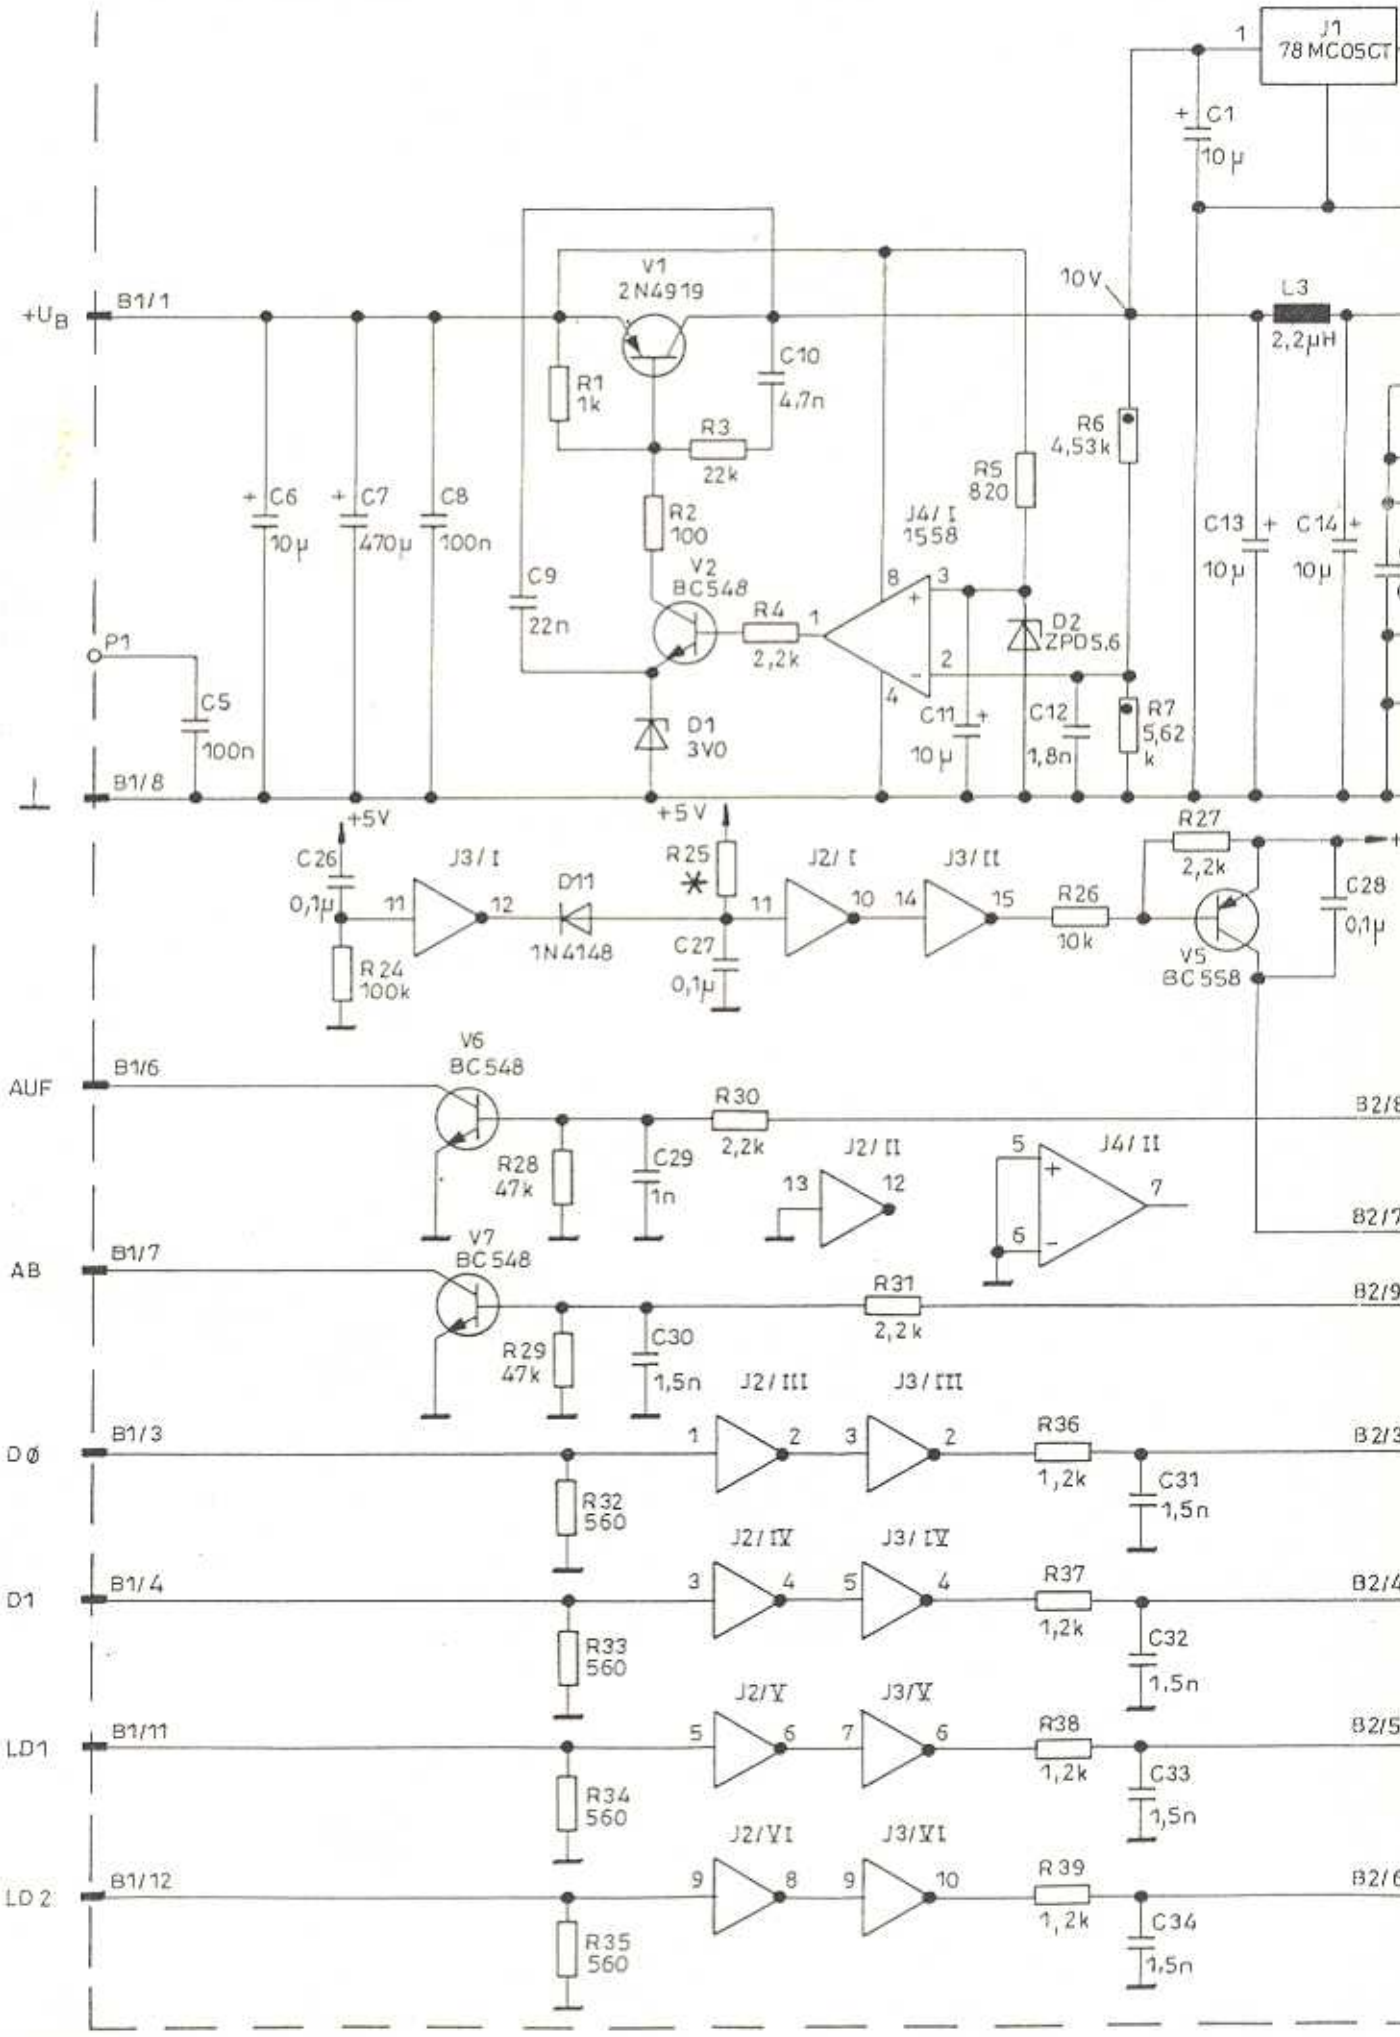 J1
78MC05CT
1
+ C1
10µ
+UB
B1/1
V1
2N4919
10V
L3
2,2µH
R1
1k
R3
22k
C10
4,7n
R6
4,53k
R5
820
+ C6
10µ
+ C7
470µ
C8
100n
R2
100
J4/I
1558
C13 +
10µ
C14 +
10µ
V2
BC548
C9
22n
R4
2,2k
1
8
3
+
2
-
4
D2
ZPD5.6
P1
C5
100n
D1
3V0
C11 +
10µ
C12
1,8n
R7
5,62
k
B1/8
+5V
+5V
R27
2,2k
+
C26
0,1µ
J3/I
11
12
D11
1N4148
R25
11
J2/I
10
14
J3/II
15
R26
10k
C28
0,1µ
R24
100k
C27
0,1µ
V5
BC558
AUF
B1/6
V6
BC548
R30
2,2k
B2/8
R28
47k
C29
1n
J2/II
13
12
5
+
6
-
J4/II
7
B2/7
AB
B1/7
V7
BC548
R31
2,2k
B2/9
R29
47k
C30
1,5n
J2/III
J3/III
DØ
B1/3
1
2
3
2
R36
1,2k
B2/3
R32
560
C31
1,5n
J2/IV
J3/IV
D1
B1/4
3
4
5
4
R37
1,2k
B2/4
R33
560
C32
1,5n
J2/V
J3/V
LD1
B1/11
5
6
7
6
R38
1,2k
B2/5
R34
560
C33
1,5n
J2/VI
J3/VI
LD2
B1/12
9
8
9
10
R39
1,2k
B2/6
R35
560
C34
1,5n